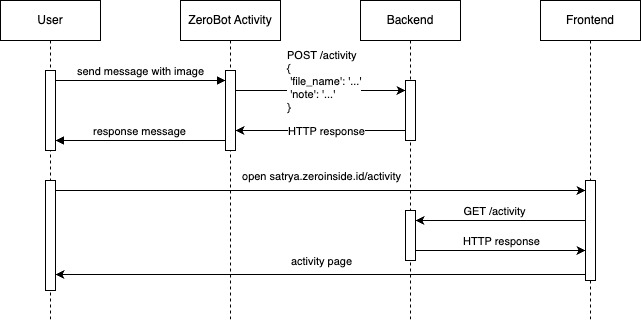 User
ZeroBot Activity
Backend
Frontend
POST /activity
{
'file_name': '...'
'note': '...'
}
send message with image
HTTP response
response message
open satrya.zeroinside.id/activity
GET /activity
HTTP response
activity page